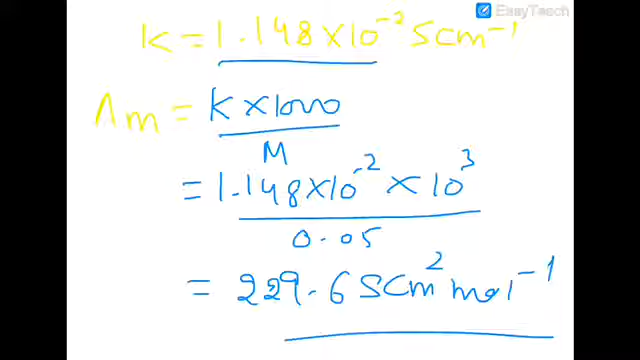 EasyTeach
K = 1.148×10⁻² S cm⁻¹
Λm = K × 1000
M
= 1.148×10⁻² × 10³
0.05
= 229.6 S cm² mol⁻¹